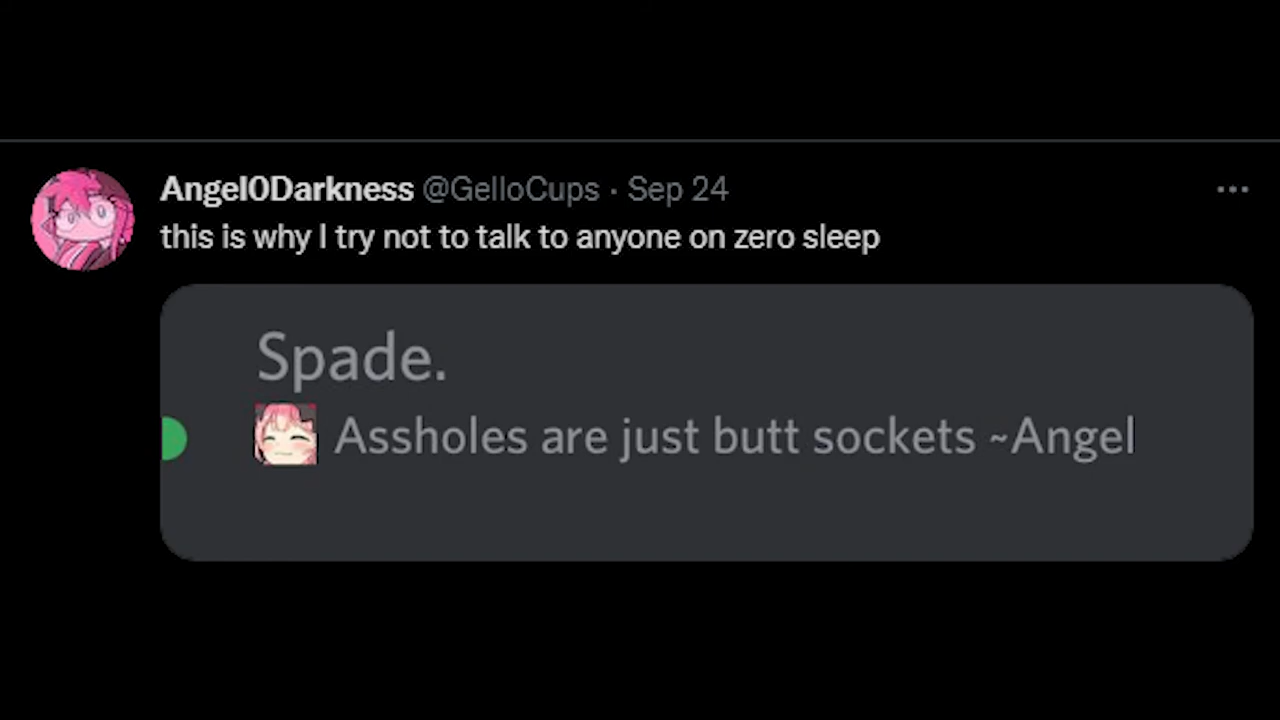 Angel0Darkness @GelloCups · Sep 24
this is why I try not to talk to anyone on zero sleep
Spade.
Assholes are just butt sockets ~Angel